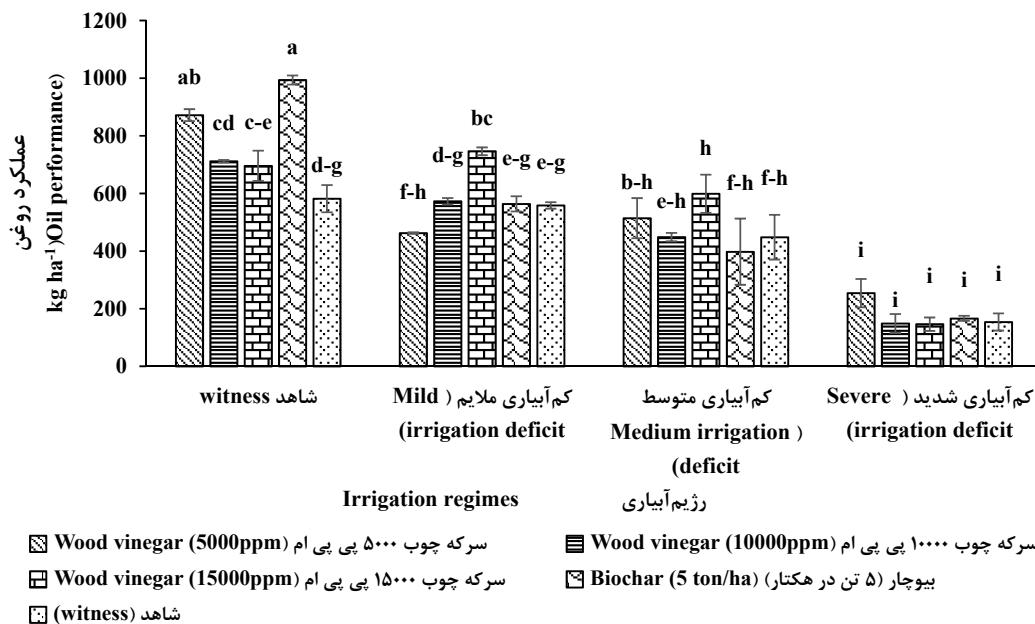 1200
1000
800
600
400
200
0
عملکرد روغن
kg ha⁻¹)Oil performance)
ab
cd
c-e
a
d-g
f-h
d-g
bc
e-g
e-g
b-h
e-h
h
f-h
f-h
i
i
i
i
i
شاهد witness
کم‌آبیاری ملایم ( Mild
(irrigation deficit
کم‌آبیاری متوسط
Medium irrigation )
(deficit
کم‌آبیاری شدید ( Severe
(irrigation deficit
Irrigation regimes رژیم‌آبیاری
Wood vinegar (5000ppm) سرکه چوب ۵۰۰۰ پی پی ام
Wood vinegar (10000ppm) سرکه چوب ۱۰۰۰۰ پی پی ام
Wood vinegar (15000ppm) سرکه چوب ۱۵۰۰۰ پی پی ام
Biochar (5 ton/ha) بیوچار (۵ تن در هکتار)
شاهد (witness)